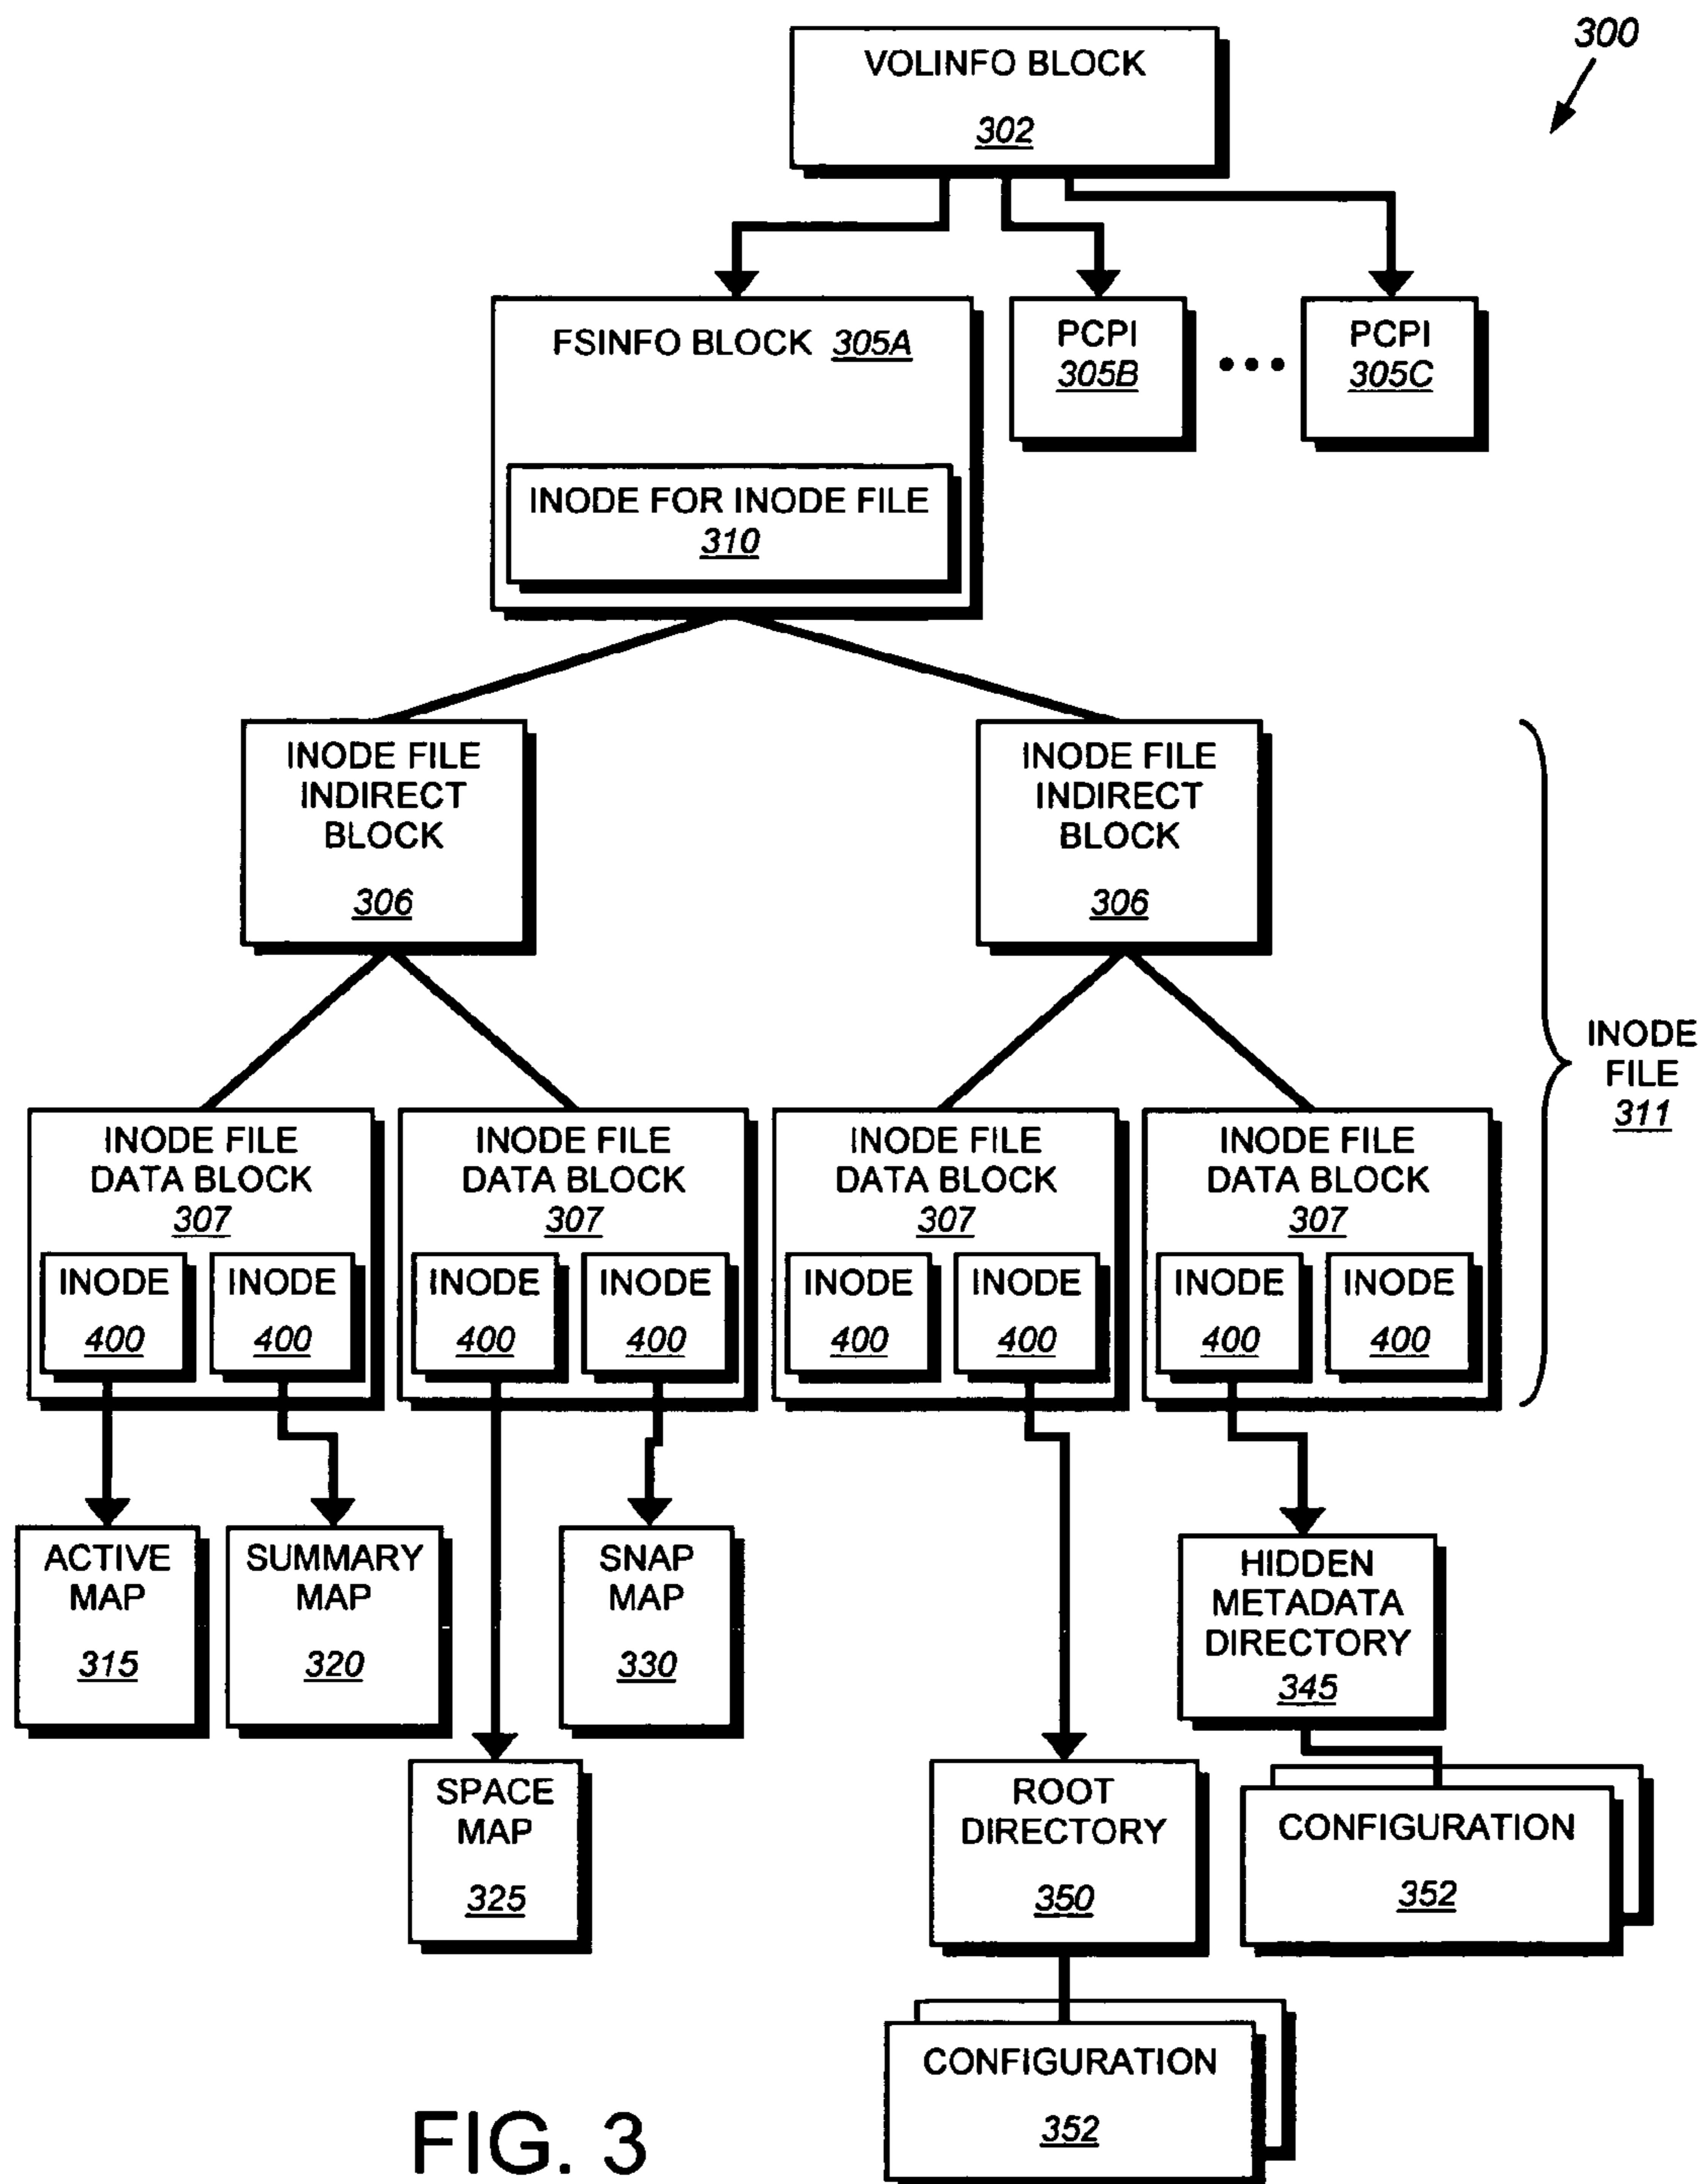 300
VOLINFO BLOCK
302
FSINFO BLOCK 305A
PCPI
305B
PCPI
305C
INODE FOR INODE FILE
310
INODE FILE
INDIRECT
BLOCK
306
INODE FILE
INDIRECT
BLOCK
306
INODE
FILE
311
INODE FILE
DATA BLOCK
307
INODE
400
INODE
400
INODE FILE
DATA BLOCK
307
INODE
400
INODE
400
INODE FILE
DATA BLOCK
307
INODE
400
INODE
400
INODE FILE
DATA BLOCK
307
INODE
400
INODE
400
ACTIVE
MAP
315
SUMMARY
MAP
320
SNAP
MAP
330
HIDDEN
METADATA
DIRECTORY
345
SPACE
MAP
325
ROOT
DIRECTORY
350
CONFIGURATION
352
CONFIGURATION
352
FIG. 3